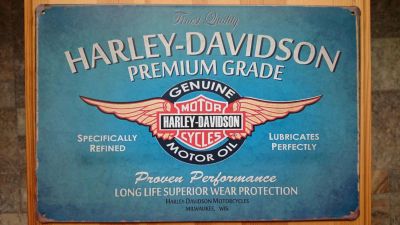 Finest Quality
HARLEY-DAVIDSON
PREMIUM GRADE
GENUINE
MOTOR
HARLEY-DAVIDSON
CYCLES
MOTOR OIL
SPECIFICALLY
REFINED
LUBRICATES
PERFECTLY
Proven Performance
LONG LIFE SUPERIOR WEAR PROTECTION
HARLEY-DAVIDSON MOTORCYCLES
MILWAUKEE, WIS.